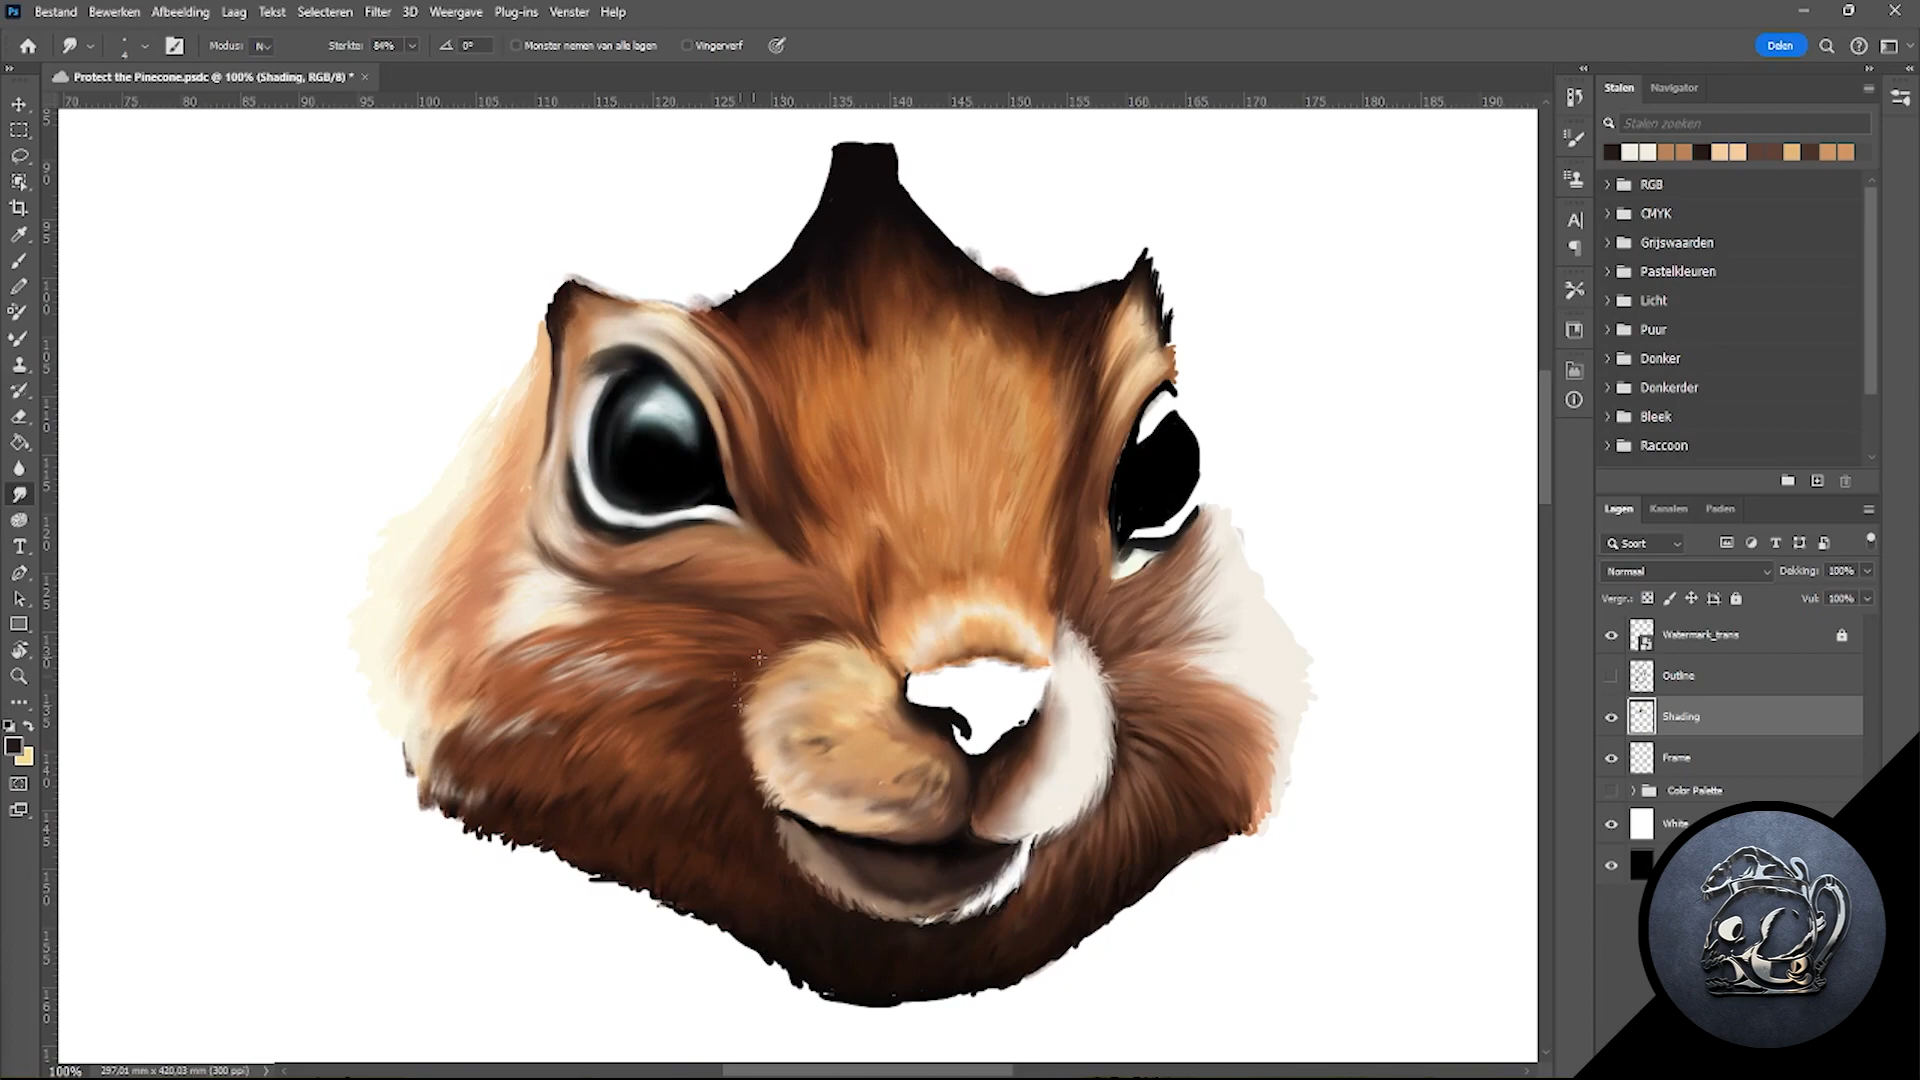 Ps Bestand Bewerken Afbeelding Laag Tekst Selecteren Filter 3D Weergave Plug-ins Venster Help
4 Modus: N Sterkte: 84% 0° Monster nemen van alle lagen Vingerverf Delen
Protect the Pinecone.psdc @ 100% (Shading, RGB/8) *
70 75 80 85 90 95 100 105 110 115 120 125 130 135 140 145 150 155 160 165 170 175 180 185 190
Stalen Navigator
Stalen zoeken
RGB
CMYK
Grijswaarden
Pastelkleuren
Licht
Puur
Donker
Donkerder
Bleek
Raccoon
Lagen Kanalen Paden
Soort
Normaal Dekking: 100%
Vergr.: Vul: 100%
Watermark_trans
Outline
Shading
Frame
Color Palette
White
100% 297,01 mm x 420,03 mm (300 ppi)